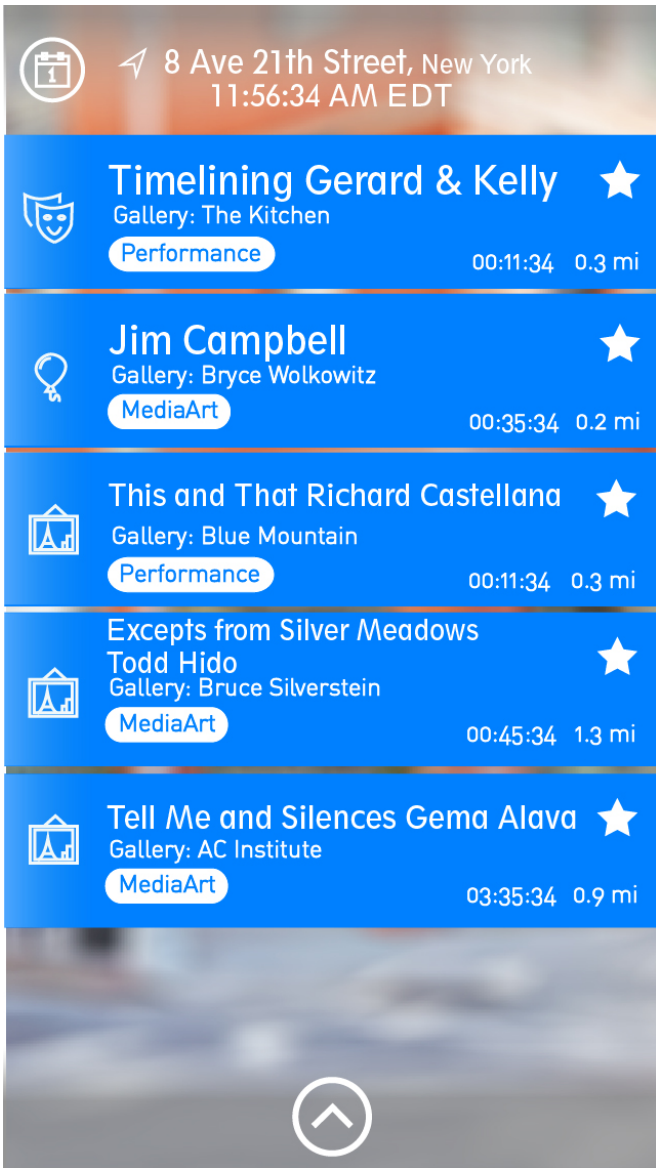 1
8 Ave 21th Street, New York
11:56:34 AM EDT
Timelining Gerard & Kelly
Gallery: The Kitchen
Performance
00:11:34 0.3 mi
Jim Campbell
Gallery: Bryce Wolkowitz
MediaArt
00:35:34 0.2 mi
This and That Richard Castellana
Gallery: Blue Mountain
Performance
00:11:34 0.3 mi
Excepts from Silver Meadows
Todd Hido
Gallery: Bruce Silverstein
MediaArt
00:45:34 1.3 mi
Tell Me and Silences Gema Alava
Gallery: AC Institute
MediaArt
03:35:34 0.9 mi